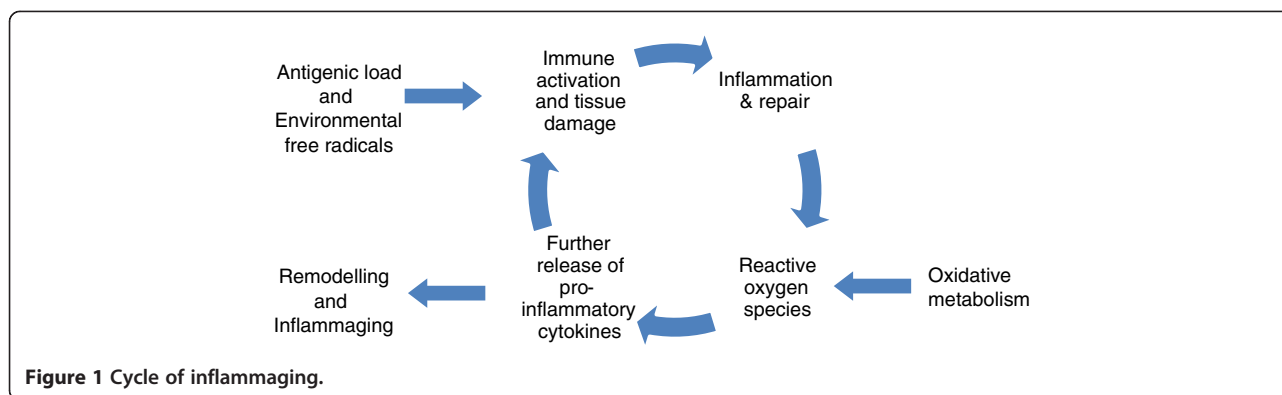 Antigenic load
and
Environmental
free radicals
Immune
activation
and tissue
damage
Inflammation
& repair
Remodelling
and
Inflammaging
Further
release of
pro-
inflammatory
cytokines
Reactive
oxygen
species
Oxidative
metabolism
Figure 1 Cycle of inflammaging.